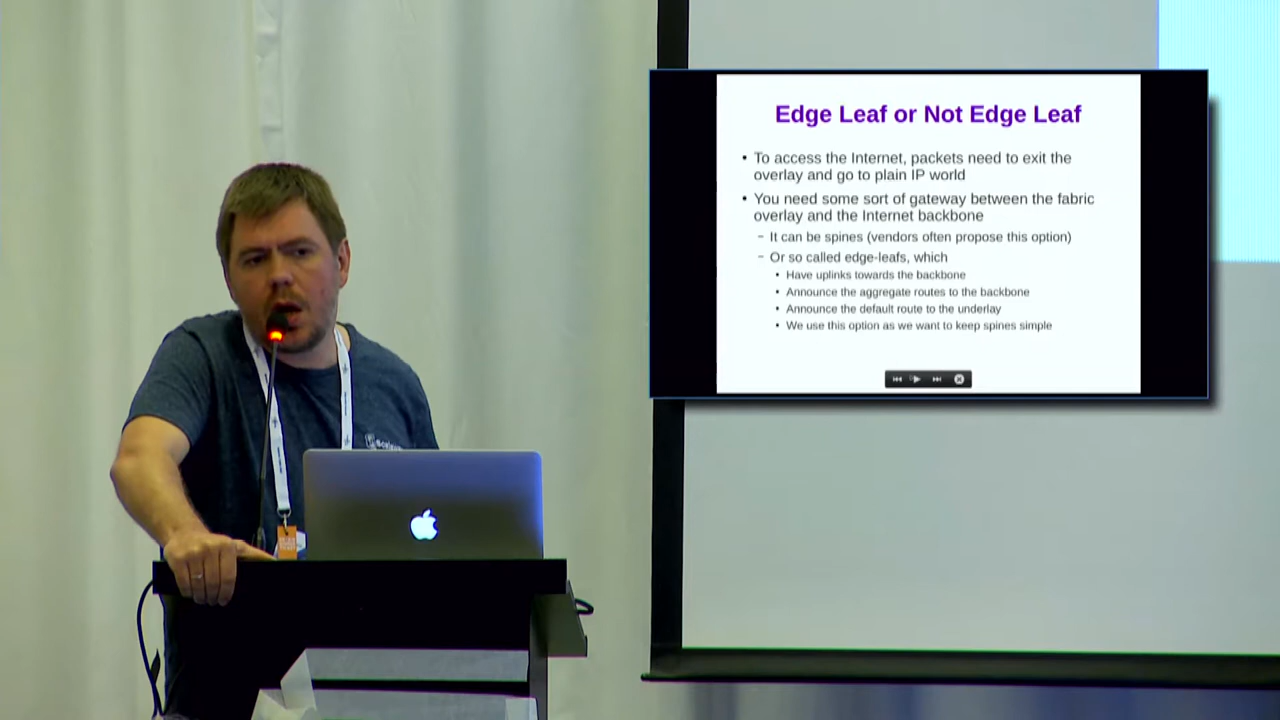 Edge Leaf or Not Edge Leaf
• To access the Internet, packets need to exit the
overlay and go to plain IP world
• You need some sort of gateway between the fabric
overlay and the Internet backbone
– It can be spines (vendors often propose this option)
– Or so called edge-leafs, which
• Have uplinks towards the backbone
• Announce the aggregate routes to the backbone
• Announce the default route to the underlay
• We use this option as we want to keep spines simple